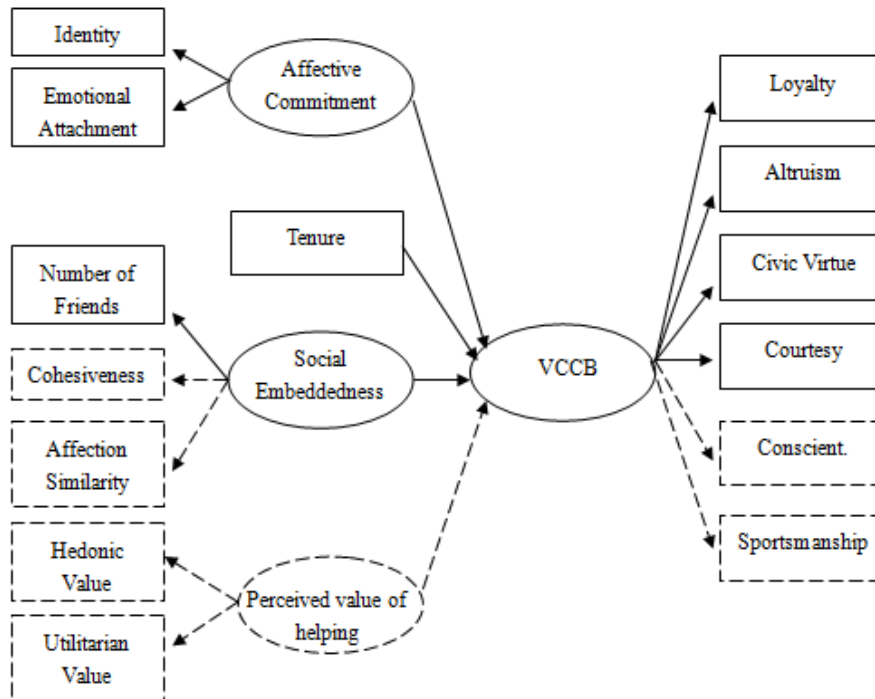 Identity
Emotional
Attachment
Affective
Commitment
Tenure
Number of
Friends
Cohesiveness
Affection
Similarity
Social
Embeddedness
Hedonic
Value
Utilitarian
Value
Perceived value of
helping
VCCB
Loyalty
Altruism
Civic Virtue
Courtesy
Conscient.
Sportsmanship